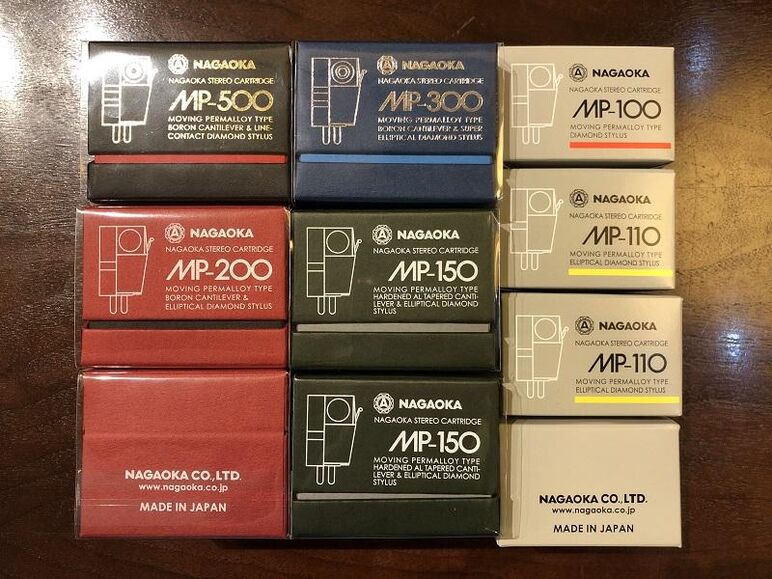 NAGAOKA
NAGAOKA STEREO CARTRIDGE
MP-500
MOVING PERMALLOY TYPE
BORON CANTILEVER & LINE-
CONTACT DIAMOND STYLUS
NAGAOKA
NAGAOKA STEREO CARTRIDGE
MP-300
MOVING PERMALLOY TYPE
BORON CANTILEVER & SUPER
ELLIPTICAL DIAMOND STYLUS
NAGAOKA
NAGAOKA STEREO CARTRIDGE
MP-100
MOVING PERMALLOY TYPE
DIAMOND STYLUS
NAGAOKA
NAGAOKA STEREO CARTRIDGE
MP-200
MOVING PERMALLOY TYPE
BORON CANTILEVER &
ELLIPTICAL DIAMOND STYLUS
NAGAOKA
NAGAOKA STEREO CARTRIDGE
MP-150
MOVING PERMALLOY TYPE
HARDENED AL TAPERED CANTI-
LEVER & ELLIPTICAL DIAMOND
STYLUS
NAGAOKA
NAGAOKA STEREO CARTRIDGE
MP-110
MOVING PERMALLOY TYPE
ELLIPTICAL DIAMOND STYLUS
NAGAOKA
NAGAOKA STEREO CARTRIDGE
MP-110
MOVING PERMALLOY TYPE
ELLIPTICAL DIAMOND STYLUS
NAGAOKA CO.,LTD.
www.nagaoka.co.jp
MADE IN JAPAN
NAGAOKA
NAGAOKA STEREO CARTRIDGE
MP-150
MOVING PERMALLOY TYPE
HARDENED AL TAPERED CANTI-
LEVER & ELLIPTICAL DIAMOND
STYLUS
NAGAOKA CO.,LTD.
www.nagaoka.co.jp
MADE IN JAPAN